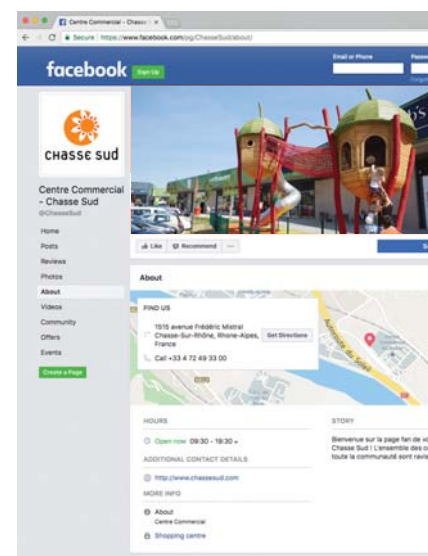 Centre Commercial - Chasse
Secure https://www.facebook.com/pg/ChasseSud/about/
facebook
Sign Up
Email or Phone
CHASSE SUD
Centre Commercial
- Chasse Sud
@ChasseSud
Home
Posts
Reviews
Photos
About
Videos
Community
Offers
Events
Create a Page
Like
Recommend
About
FIND US
1515 avenue Frédéric Mistral
Chasse-Sur-Rhône, Rhone-Alpes,
France
Get Directions
Call +33 4 72 49 33 00
Autoroute du Soleil
HOURS
Open now 09:30 - 19:30
ADDITIONAL CONTACT DETAILS
http://www.chassesud.com
MORE INFO
About
Centre Commercial
Shopping centre
STORY
Bienvenue sur la page fan de vo
Chasse Sud ! L'ensemble des c
toute la communauté sont ravis